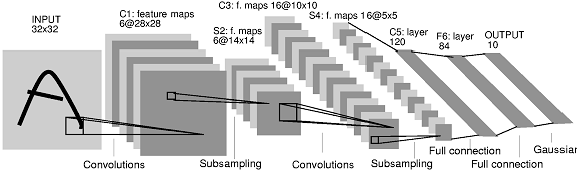 INPUT
32x32
C1: feature maps
6@28x28
S2: f. maps
6@14x14
C3: f. maps 16@10x10
S4: f. maps 16@5x5
C5: layer
120
F6: layer
84
OUTPUT
10
A
Convolutions
Subsampling
Convolutions
Subsampling
Full connection
Full connection
Gaussian